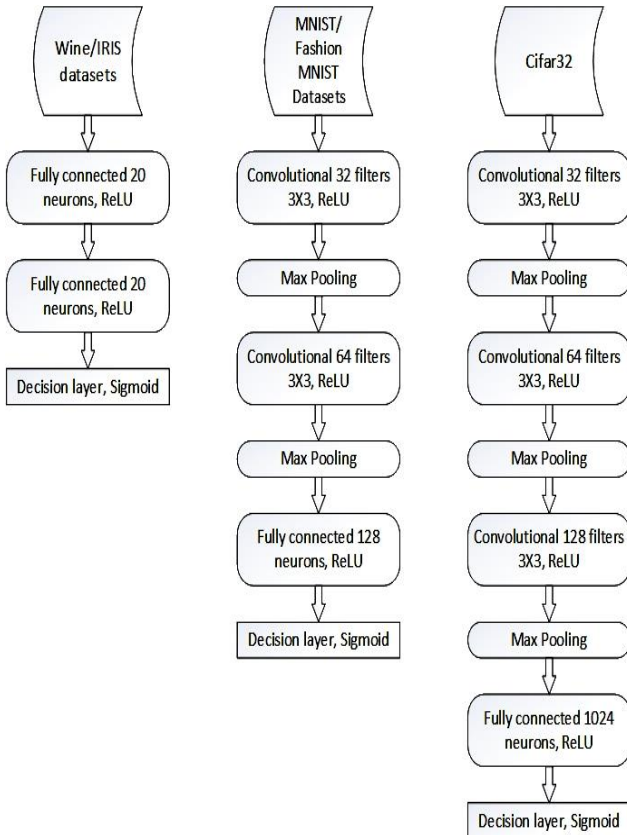 Wine/IRIS
datasets
Fully connected 20
neurons, ReLU
Fully connected 20
neurons, ReLU
Decision layer, Sigmoid
MNIST/
Fashion
MNIST
Datasets
Convolutional 32 filters
3X3, ReLU
Max Pooling
Convolutional 64 filters
3X3, ReLU
Max Pooling
Fully connected 128
neurons, ReLU
Decision layer, Sigmoid
Cifar32
Convolutional 32 filters
3X3, ReLU
Max Pooling
Convolutional 64 filters
3X3, ReLU
Max Pooling
Convolutional 128 filters
3X3, ReLU
Max Pooling
Fully connected 1024
neurons, ReLU
Decision layer, Sigmoid